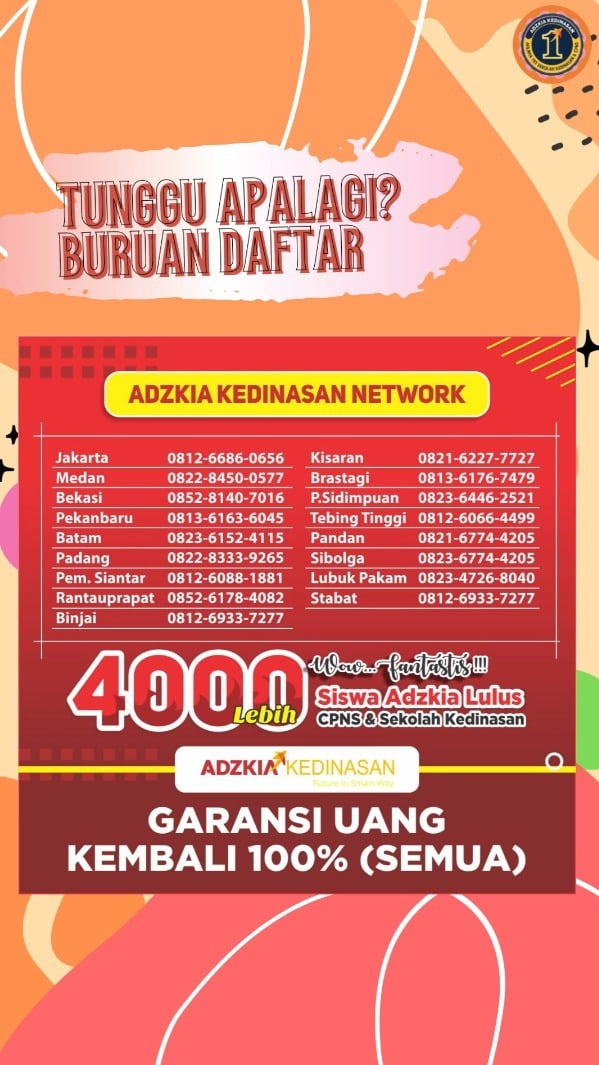 ADZKIA KEDINASAN
1
TUNGGU APALAGI?
BURUAN DAFTAR
ADZKIA KEDINASAN NETWORK
Jakarta 0812-6686-0656
Medan 0822-8450-0577
Bekasi 0852-8140-7016
Pekanbaru 0813-6163-6045
Batam 0823-6152-4115
Padang 0822-8333-9265
Pem. Siantar 0812-6088-1881
Rantauprapat 0852-6178-4082
Binjai 0812-6933-7277
Kisaran 0821-6227-7727
Brastagi 0813-6176-7479
P.Sidimpuan 0823-6446-2521
Tebing Tinggi 0812-6066-4499
Pandan 0821-6774-4205
Sibolga 0823-6774-4205
Lubuk Pakam 0823-4726-8040
Stabat 0812-6933-7277
4000 Lebih
Waw... fantastis !!!
Siswa Adzkia Lulus
CPNS & Sekolah Kedinasan
ADZKIA KEDINASAN
Future in Smart Way
GARANSI UANG
KEMBALI 100% (SEMUA)